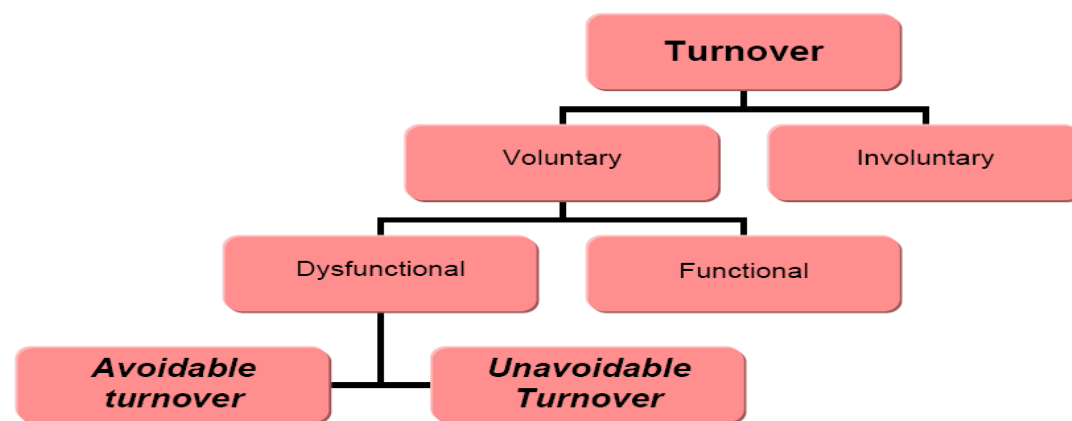 Turnover
Voluntary
Involuntary
Dysfunctional
Functional
Avoidable
turnover
Unavoidable
Turnover